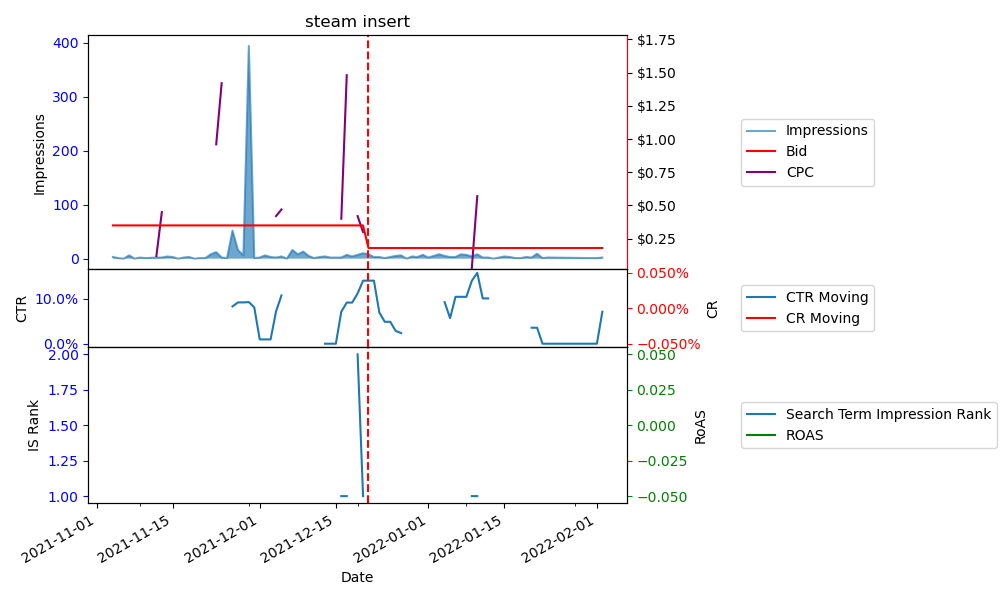 steam insert
400
300
200
100
0
Impressions
$1.75
$1.50
$1.25
$1.00
$0.75
$0.50
$0.25
Impressions
Bid
CPC
10.0%
0.0%
CTR
0.050%
0.000%
−0.050%
CR
CTR Moving
CR Moving
2.00
1.75
1.50
1.25
1.00
IS Rank
0.050
0.025
0.000
−0.025
−0.050
RoAS
Search Term Impression Rank
ROAS
2021-11-01
2021-11-15
2021-12-01
2021-12-15
2022-01-01
2022-01-15
2022-02-01
Date